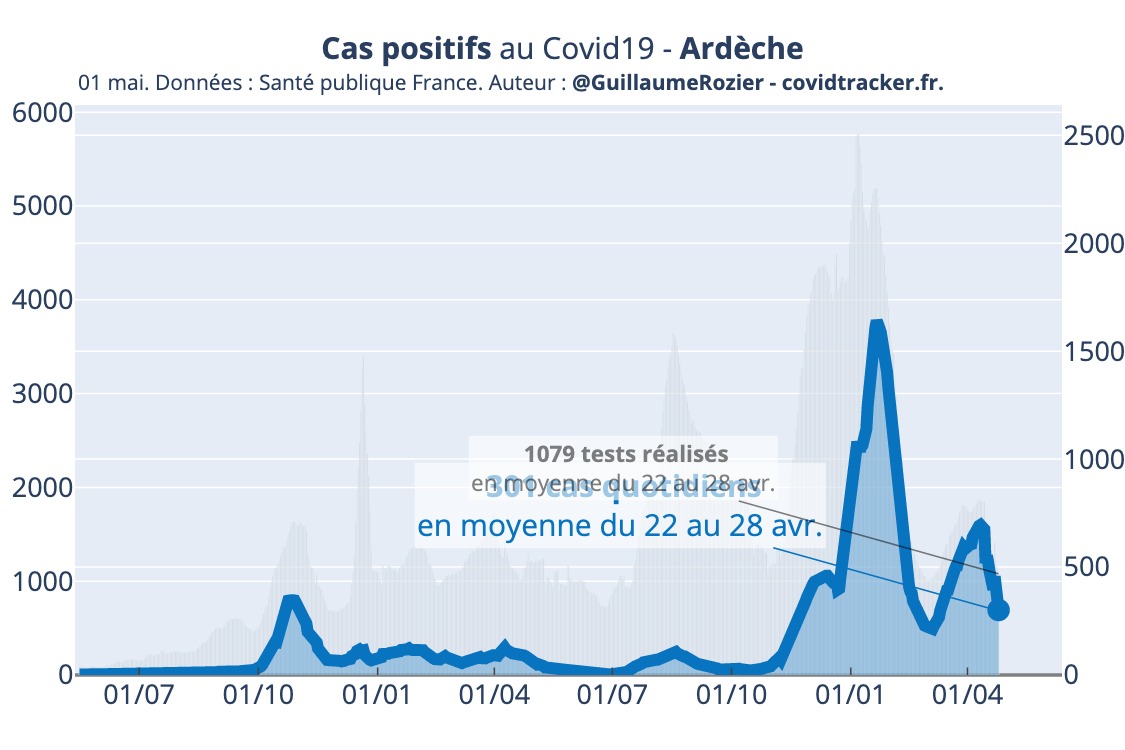 Cas positifs au Covid19 - Ardèche
01 mai. Données : Santé publique France. Auteur : @GuillaumeRozier - covidtracker.fr.
6000
5000
4000
3000
2000
1000
0
2500
2000
1500
1000
500
0
1079 tests réalisés
en moyenne du 22 au 28 avr.
301 cas quotidiens
en moyenne du 22 au 28 avr.
01/07 01/10 01/01 01/04 01/07 01/10 01/01 01/04